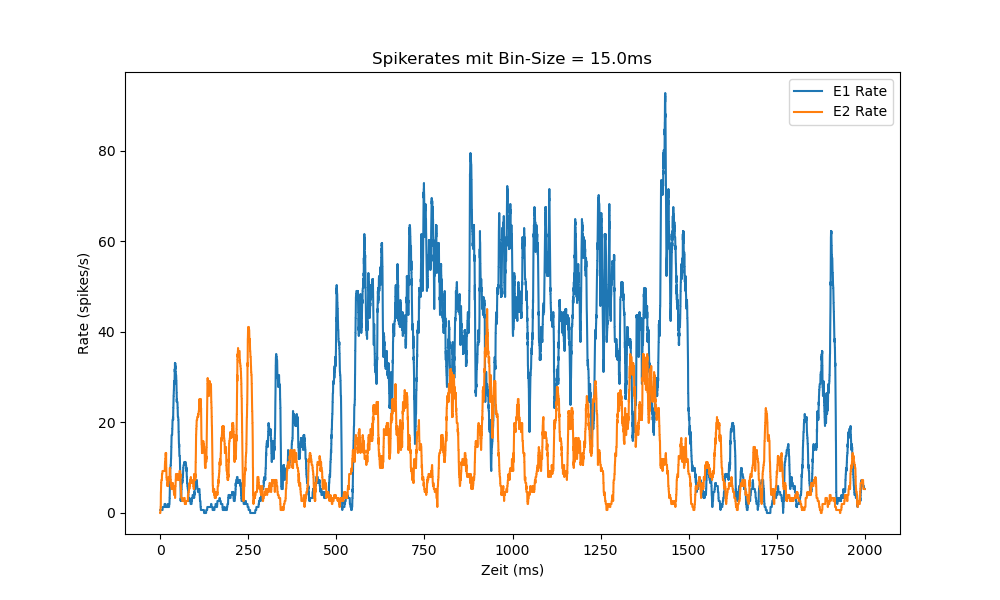 Spikerates mit Bin-Size = 15.0ms
E1 Rate
E2 Rate
Rate (spikes/s)
80
60
40
20
0
0 250 500 750 1000 1250 1500 1750 2000
Zeit (ms)